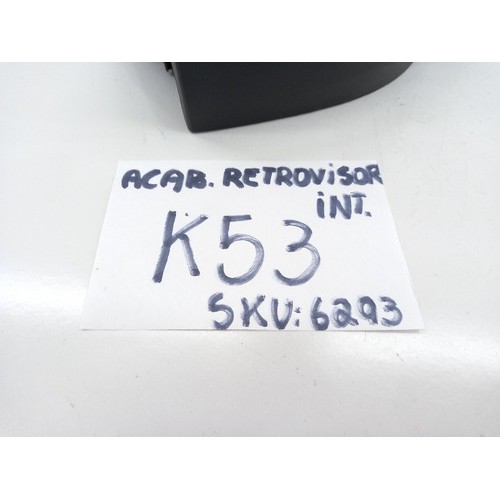 ACAB. RETROViSOR
iNT.
K53
SKU: 6293